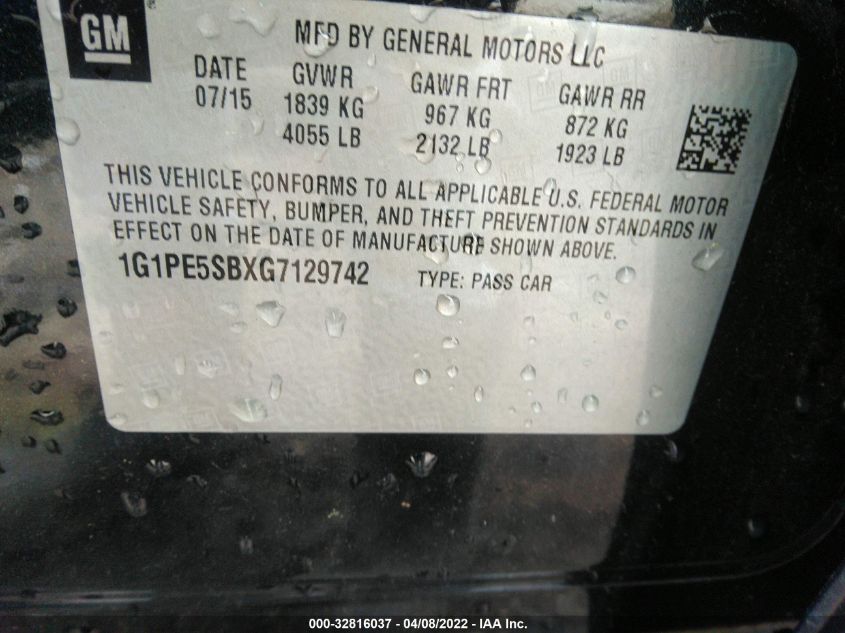 GM
®
MFD BY GENERAL MOTORS LLC
DATE GVWR GAWR FRT GAWR RR
07/15 1839 KG 967 KG 872 KG
4055 LB 2132 LB 1923 LB
THIS VEHICLE CONFORMS TO ALL APPLICABLE U.S. FEDERAL MOTOR
VEHICLE SAFETY, BUMPER, AND THEFT PREVENTION STANDARDS IN
EFFECT ON THE DATE OF MANUFACTURE SHOWN ABOVE.
1G1PE5SBXG7129742 TYPE: PASS CAR
000-32816037 - 04/08/2022 - IAA Inc.